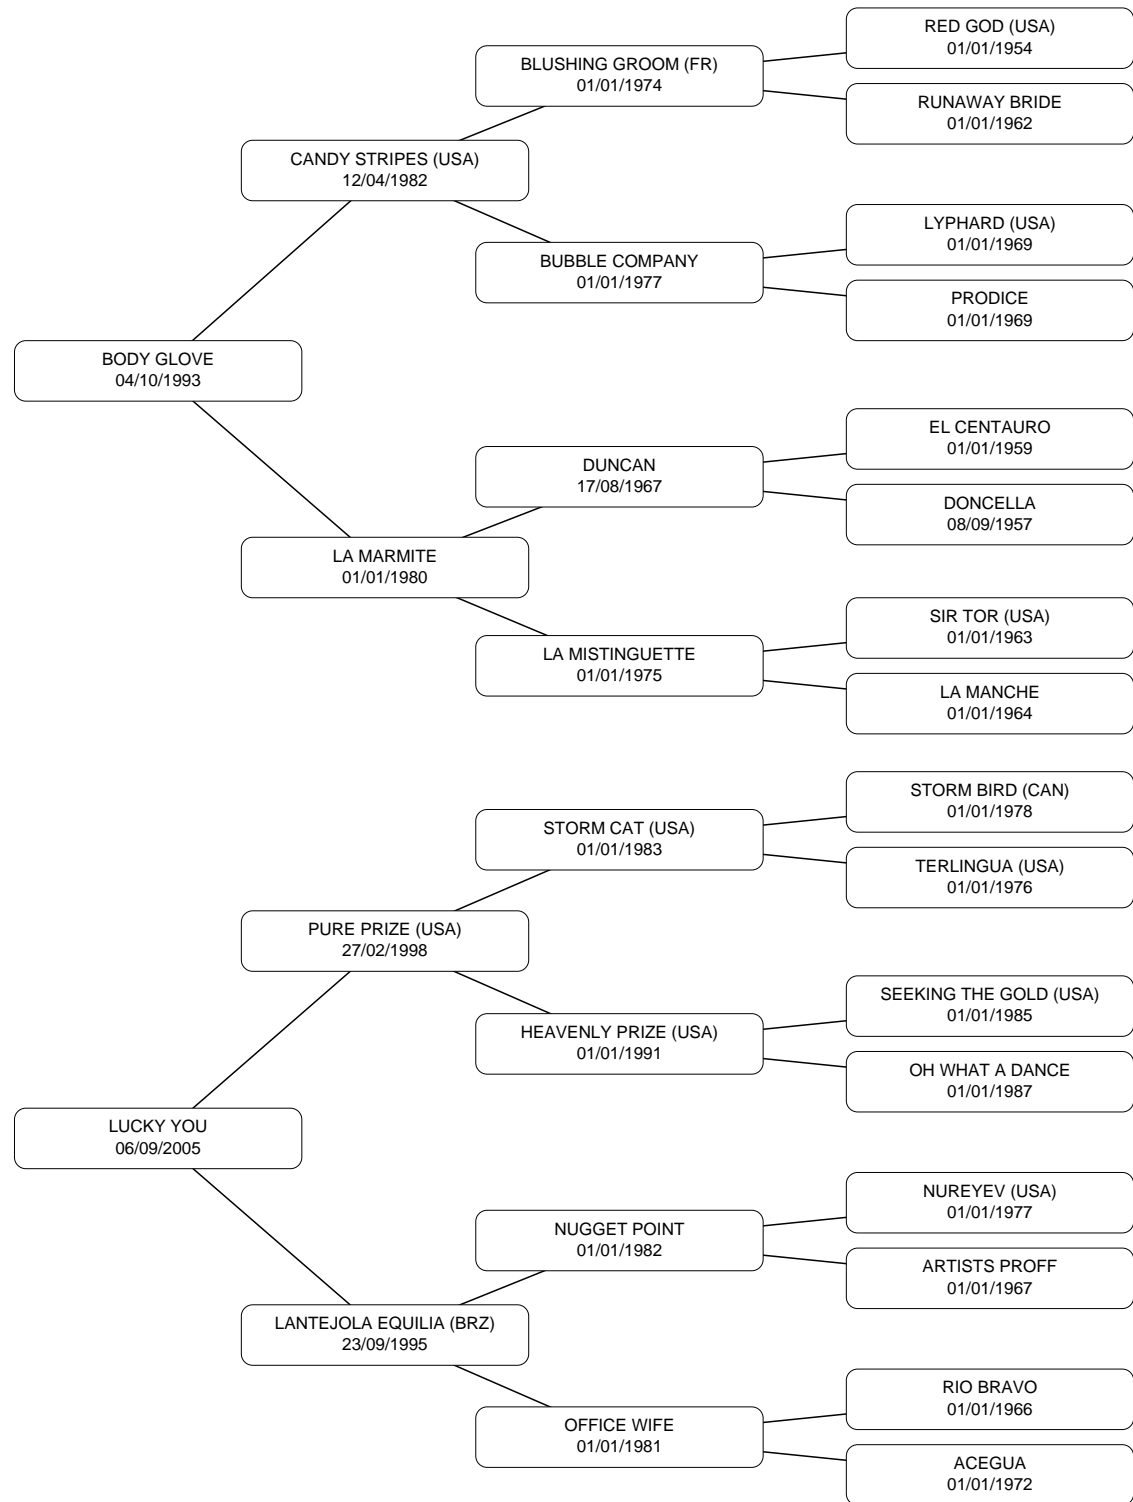 RED GOD (USA)
01/01/1954
BLUSHING GROOM (FR)
01/01/1974
RUNAWAY BRIDE
01/01/1962
CANDY STRIPES (USA)
12/04/1982
LYPHARD (USA)
01/01/1969
BUBBLE COMPANY
01/01/1977
PRODICE
01/01/1969
BODY GLOVE
04/10/1993
EL CENTAURO
01/01/1959
DUNCAN
17/08/1967
DONCELLA
08/09/1957
LA MARMITE
01/01/1980
SIR TOR (USA)
01/01/1963
LA MISTINGUETTE
01/01/1975
LA MANCHE
01/01/1964
STORM BIRD (CAN)
01/01/1978
STORM CAT (USA)
01/01/1983
TERLINGUA (USA)
01/01/1976
PURE PRIZE (USA)
27/02/1998
SEEKING THE GOLD (USA)
01/01/1985
HEAVENLY PRIZE (USA)
01/01/1991
OH WHAT A DANCE
01/01/1987
LUCKY YOU
06/09/2005
NUREYEV (USA)
01/01/1977
NUGGET POINT
01/01/1982
ARTISTS PROFF
01/01/1967
LANTEJOLA EQUILIA (BRZ)
23/09/1995
RIO BRAVO
01/01/1966
OFFICE WIFE
01/01/1981
ACEGUA
01/01/1972